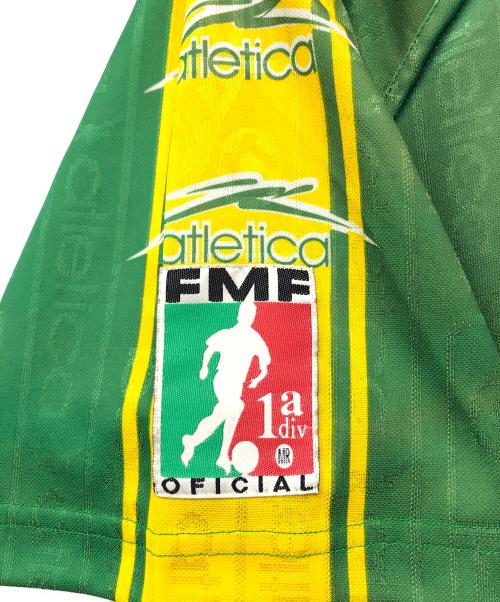 atletica
atletica
FMF
1a
div
OFICIAL